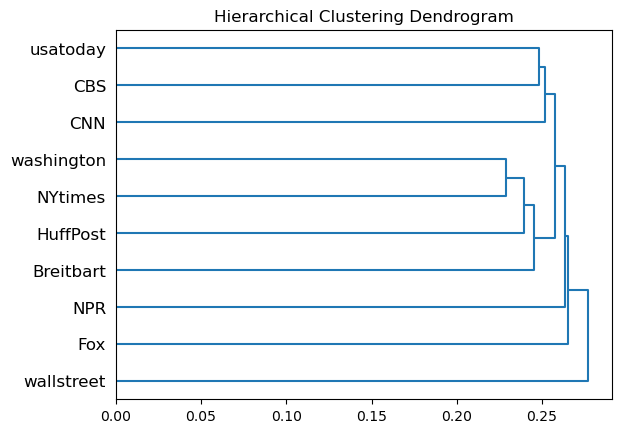 Hierarchical Clustering Dendrogram
usatoday
CBS
CNN
washington
NYtimes
HuffPost
Breitbart
NPR
Fox
wallstreet
0.00 0.05 0.10 0.15 0.20 0.25